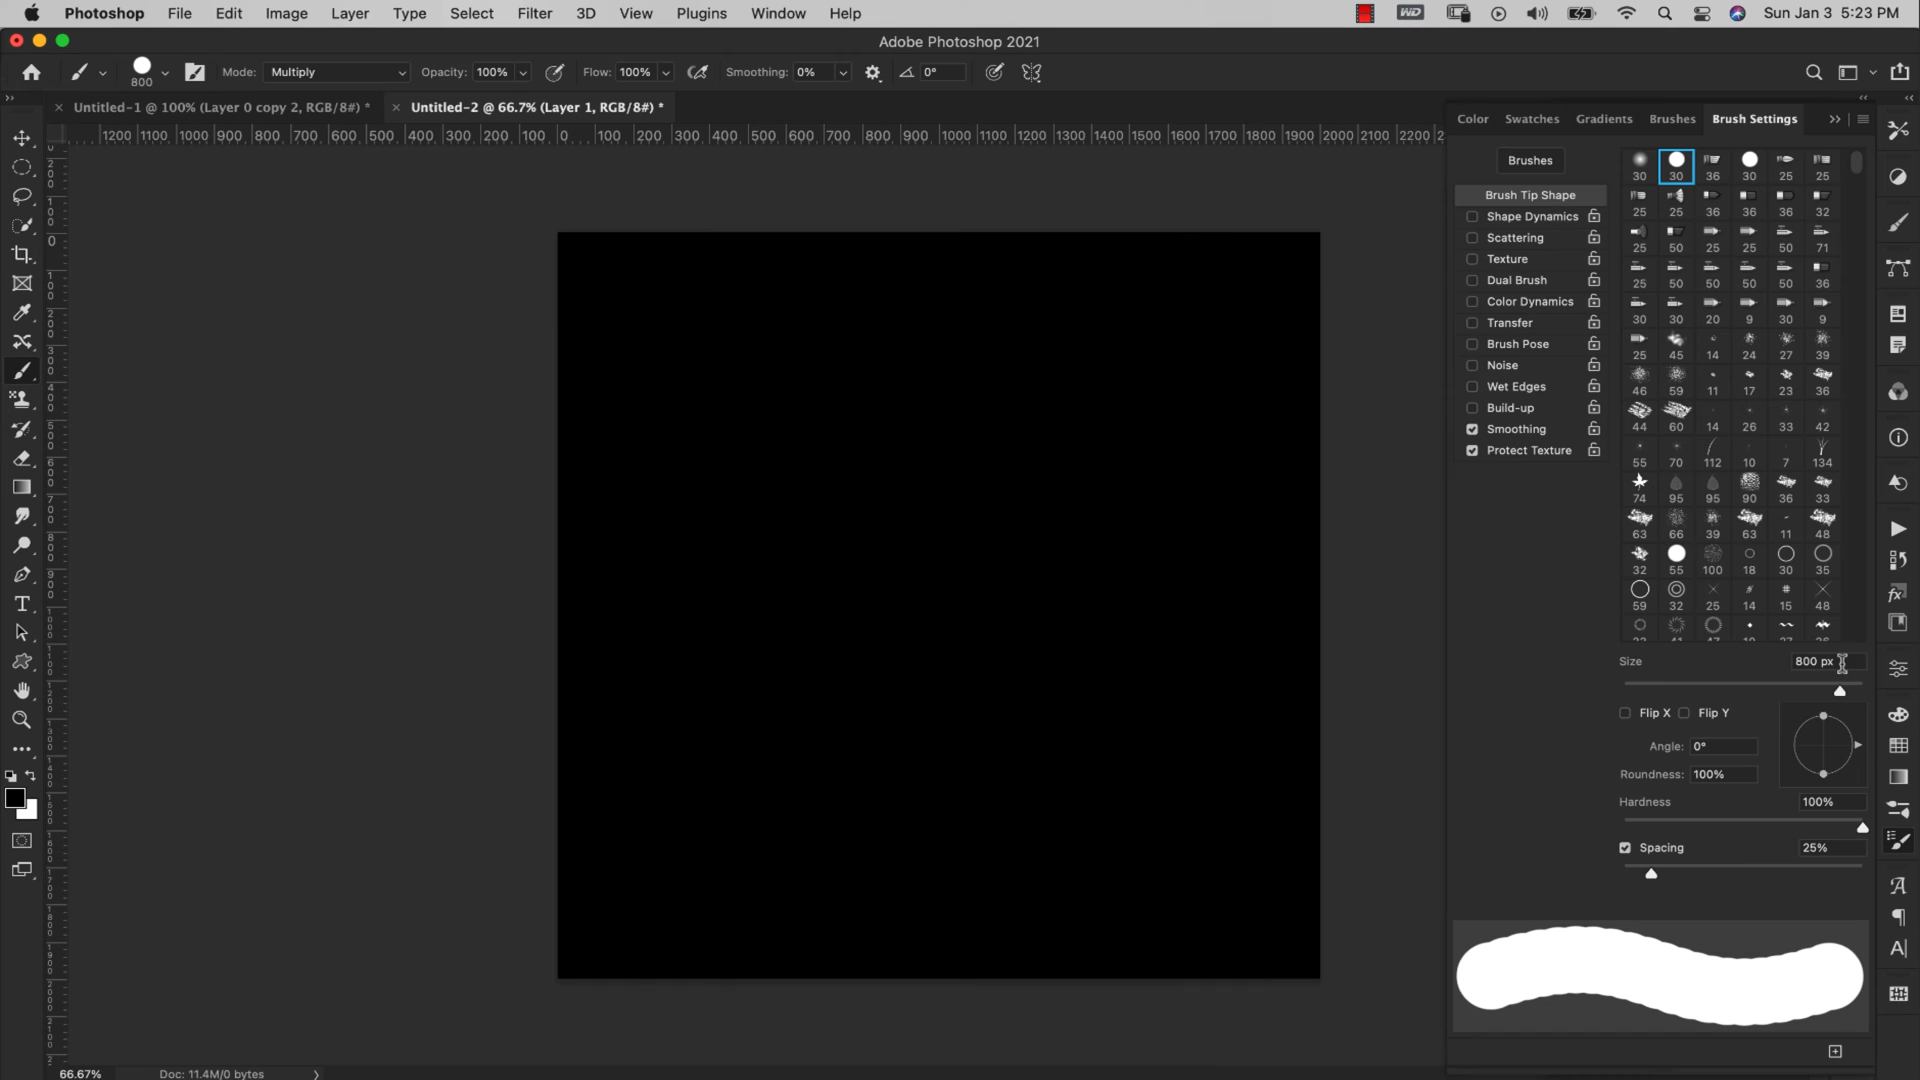 Photoshop File Edit Image Layer Type Select Filter 3D View Plugins Window Help WD Sun Jan 3 5:23 PM
Adobe Photoshop 2021
800 Mode: Multiply Opacity: 100% Flow: 100% Smoothing: 0% 0°
Untitled-1 @ 100% (Layer 0 copy 2, RGB/8#) * Untitled-2 @ 66.7% (Layer 1, RGB/8#) *
Color Swatches Gradients Brushes Brush Settings
1200 1100 1000 900 800 700 600 500 400 300 200 100 0 100 200 300 400 500 600 700 800 900 1000 1100 1200 1300 1400 1500 1600 1700 1800 1900 2000 2100 2200
Brushes
Brush Tip Shape
Shape Dynamics
Scattering
Texture
Dual Brush
Color Dynamics
Transfer
Brush Pose
Noise
Wet Edges
Build-up
Smoothing
Protect Texture
30 30 36 30 25 25
25 25 36 36 36 32
25 50 25 25 50 71
25 50 50 50 50 36
30 30 20 9 30 9
25 45 14 24 27 39
46 59 11 17 23 36
44 60 14 26 33 42
55 70 112 10 7 134
74 95 95 90 36 33
63 66 39 63 11 48
32 55 100 18 30 35
59 32 25 14 15 48
Size 800 px
Flip X Flip Y
Angle: 0°
Roundness: 100%
Hardness 100%
Spacing 25%
66.67% Doc: 11.4M/0 bytes